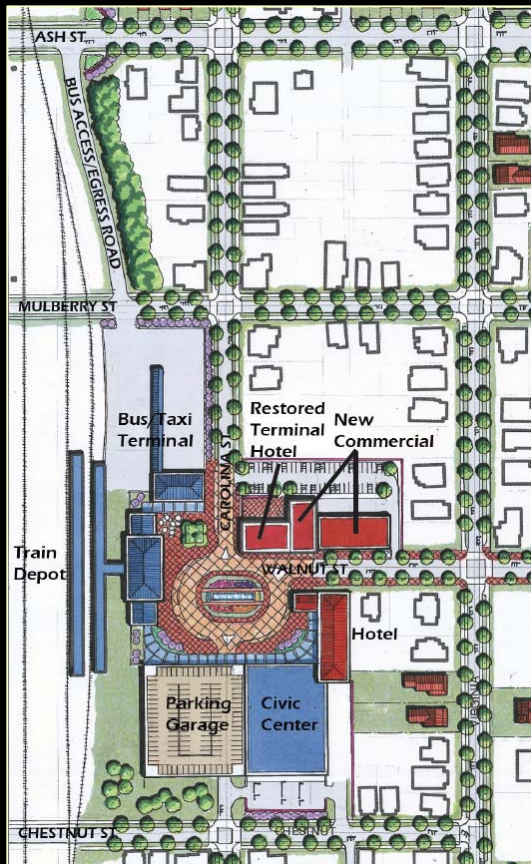 ASH ST.
BUS ACCESS/EGRESS ROAD
MULBERRY ST
Bus/Taxi
Terminal
CAROLINA ST
Restored
Terminal
Hotel
New
Commercial
Train
Depot
WALNUT ST
Hotel
Parking
Garage
Civic
Center
CHESTNUT ST
CHESNUT